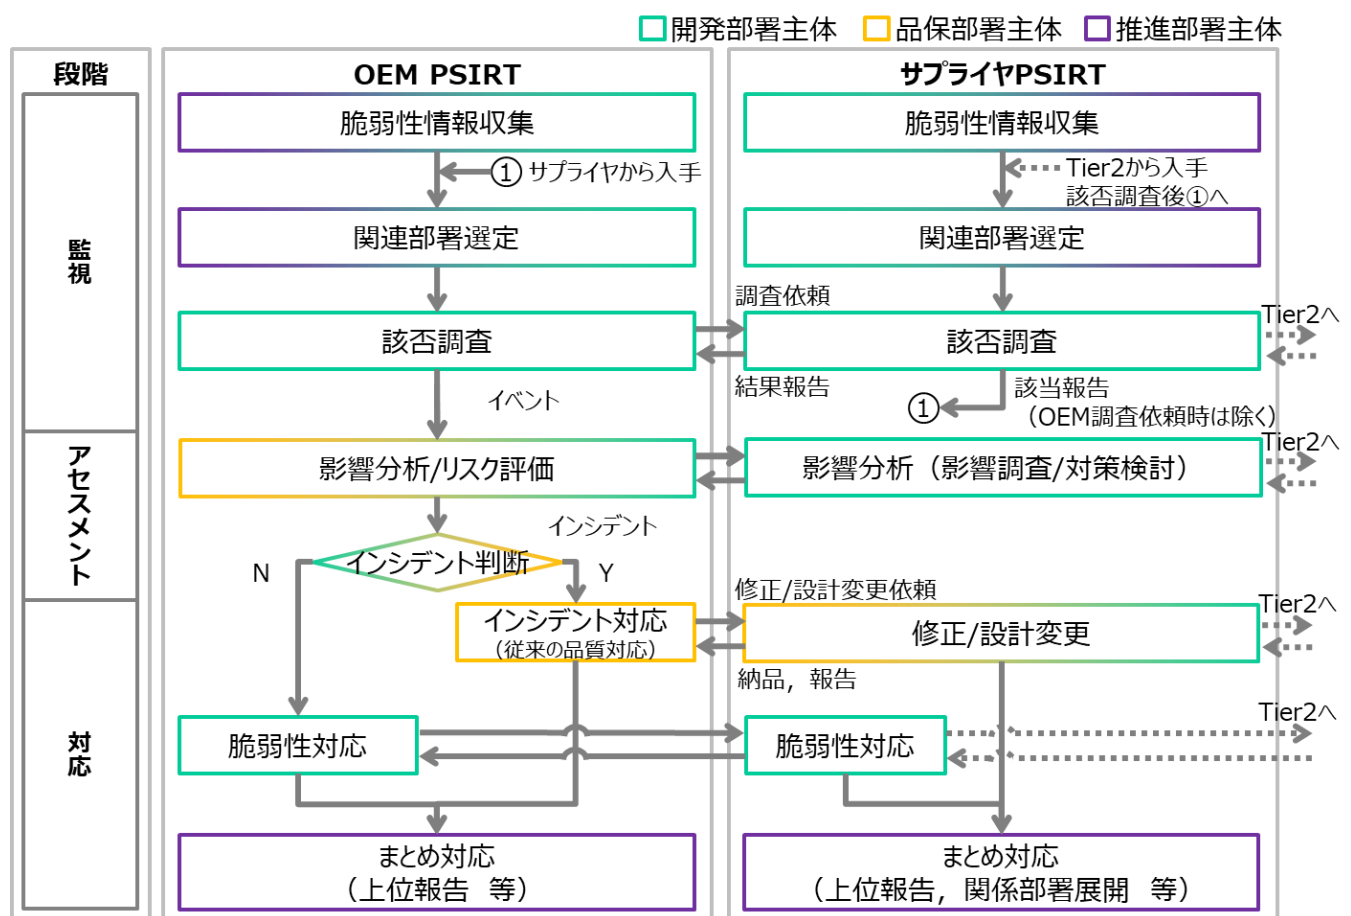 開発部署主体 品保部署主体 推進部署主体
段階 OEM PSIRT サプライヤPSIRT
脆弱性情報収集 脆弱性情報収集
① サプライヤから入手 Tier2から入手
該否調査後①へ
関連部署選定 関連部署選定
監視
調査依頼
Tier2へ
該否調査 該否調査
結果報告 該当報告
イベント ① （OEM調査依頼時は除く）
Tier2へ
アセスメント
影響分析/リスク評価 影響分析（影響調査/対策検討）
インシデント
インシデント判断
N Y
修正/設計変更依頼
Tier2へ
インシデント対応 修正/設計変更
（従来の品質対応）
納品，報告
Tier2へ
対応
脆弱性対応 脆弱性対応
まとめ対応 まとめ対応
（上位報告　等） （上位報告，関係部署展開　等）